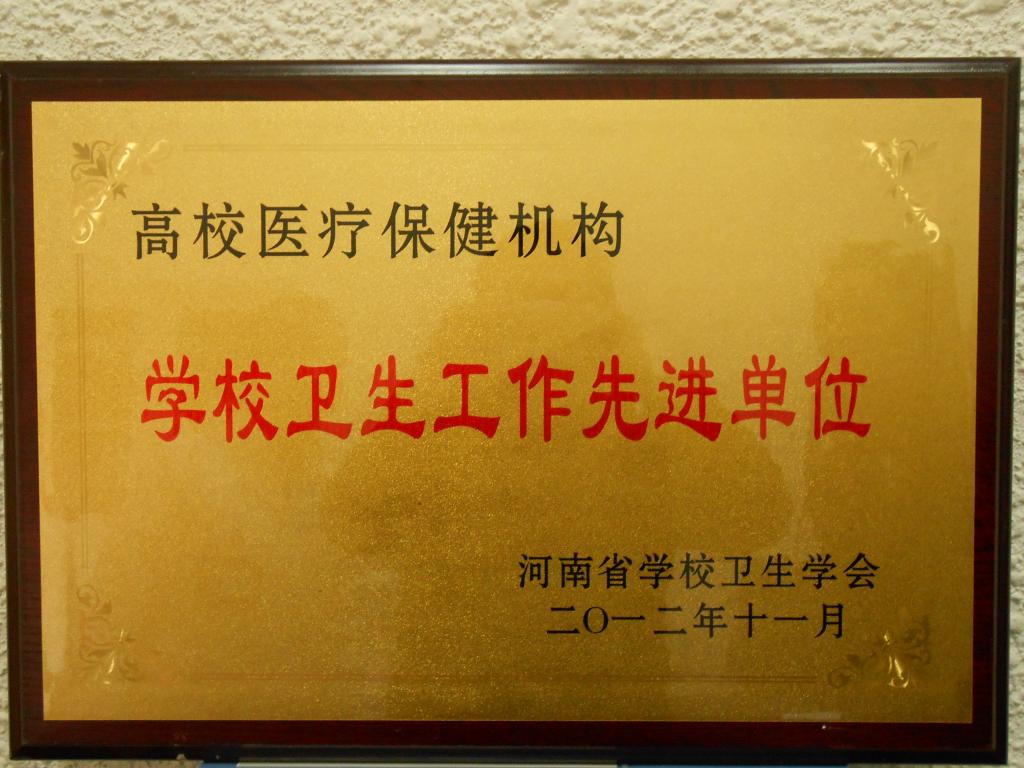 高校医疗保健机构
学校卫生工作先进单位
河南省学校卫生学会
二〇一二年十一月